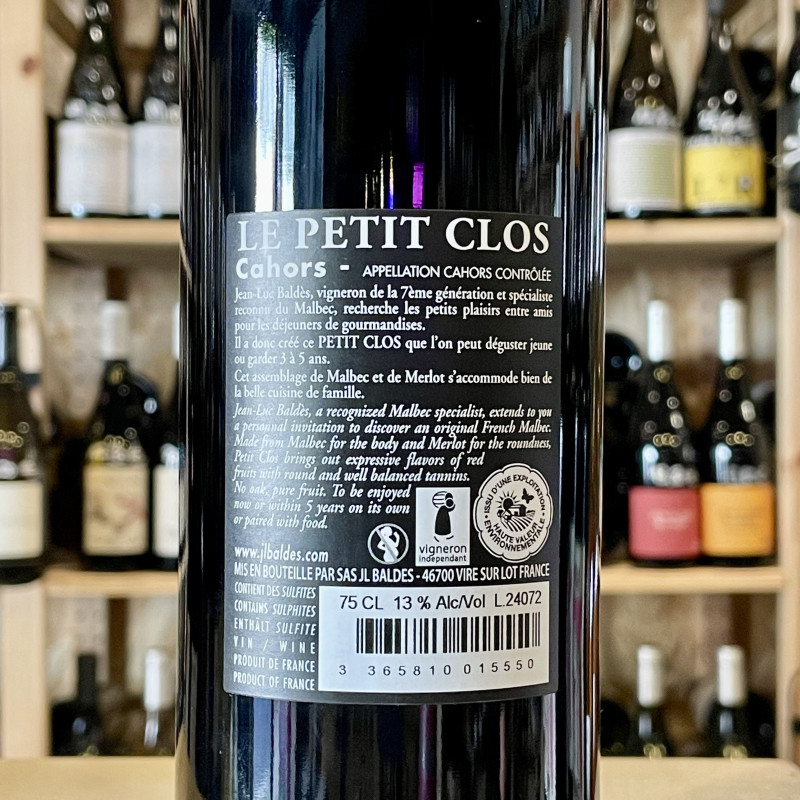 LE PETIT CLOS
Cahors - APPELLATION CAHORS CONTRÔLÉE
Jean-Luc Baldès, vigneron de la 7ème génération et spécialiste
reconnu du Malbec, recherche les petits plaisirs entre amis
pour les déjeuners de gourmandises.
Il a donc créé ce PETIT CLOS que l'on peut déguster jeune
ou garder 3 à 5 ans.
Cet assemblage de Malbec et de Merlot s'accommode bien de
la belle cuisine de famille.
Jean-Luc Baldès, a recognized Malbec specialist, extends to you
a personnal invitation to discover an original French Malbec.
Made from Malbec for the body and Merlot for the roundness,
Petit Clos brings out expressive flavors of red
fruits with round and well balanced tannins.
No oak, pure fruit. To be enjoyed
now or within 5 years on its own
or paired with food.
vigneron
indépendant
ISSU D'UNE EXPLOITATION
HAUTE VALEUR
ENVIRONNEMENTALE
www.jlbaldes.com
MIS EN BOUTEILLE PAR SAS JL BALDES - 46700 VIRE SUR LOT FRANCE
CONTIENT DES SULFITES
CONTAINS SULPHITES
ENTHÄLT SULFITE
VIN / WINE
PRODUIT DE FRANCE
PRODUCT OF FRANCE
75 CL 13 % Alc/Vol L.24072
3 365810 015550